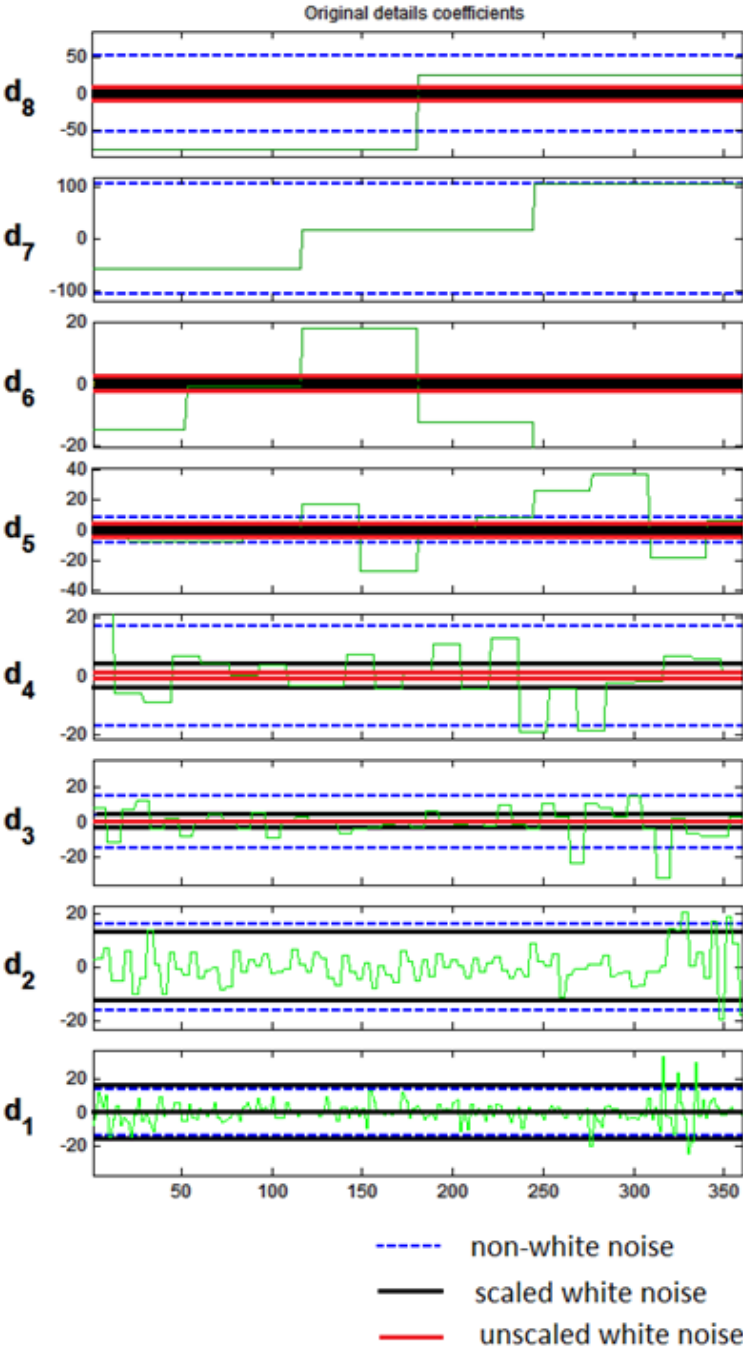 Original details coefficients
d8
50
0
-50
d7
100
0
-100
d6
20
0
-20
d5
40
20
0
-20
-40
d4
20
0
-20
d3
20
0
-20
d2
20
0
-20
d1
20
0
-20
50 100 150 200 250 300 350
non-white noise
scaled white noise
unscaled white noise